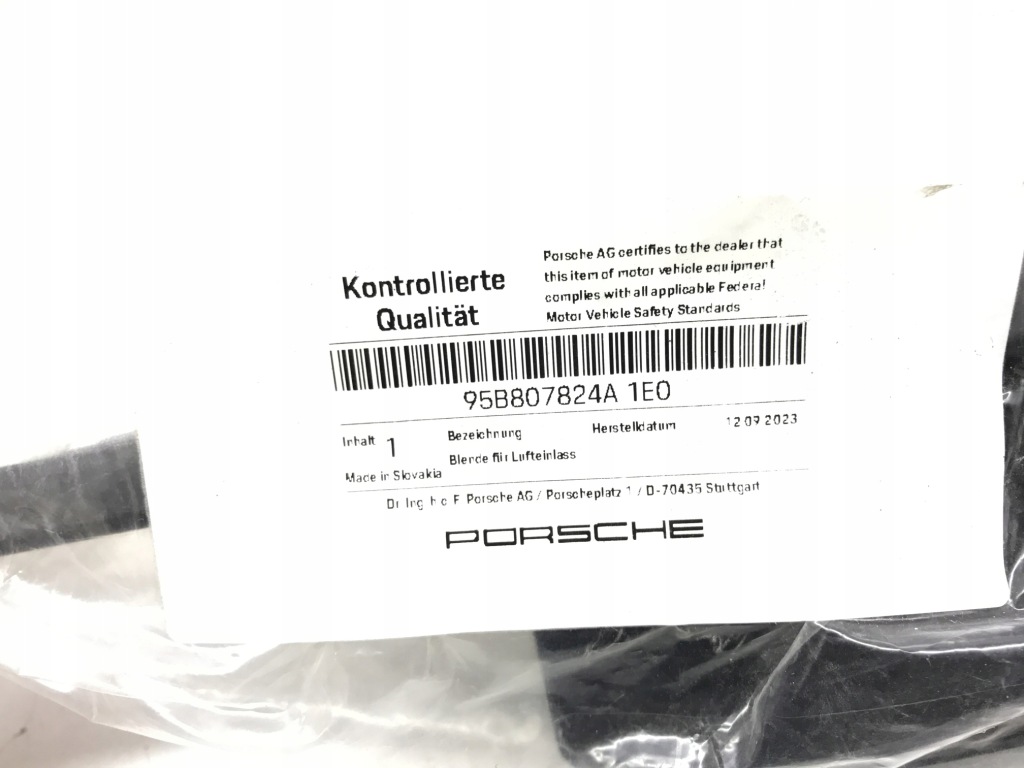 Kontrollierte
Qualität
Porsche AG certifies to the dealer that
this item of motor vehicle equipment
complies with all applicable Federal
Motor Vehicle Safety Standards
95B807824A 1E0
Inhalt 1 Bezeichnung Herstelldatum 12 09 2023
Blende für Lufteinlass
Made in Slovakia
Dr Ing h c F Porsche AG / Porscheplatz 1 / D-70435 Stuttgart
PORSCHE